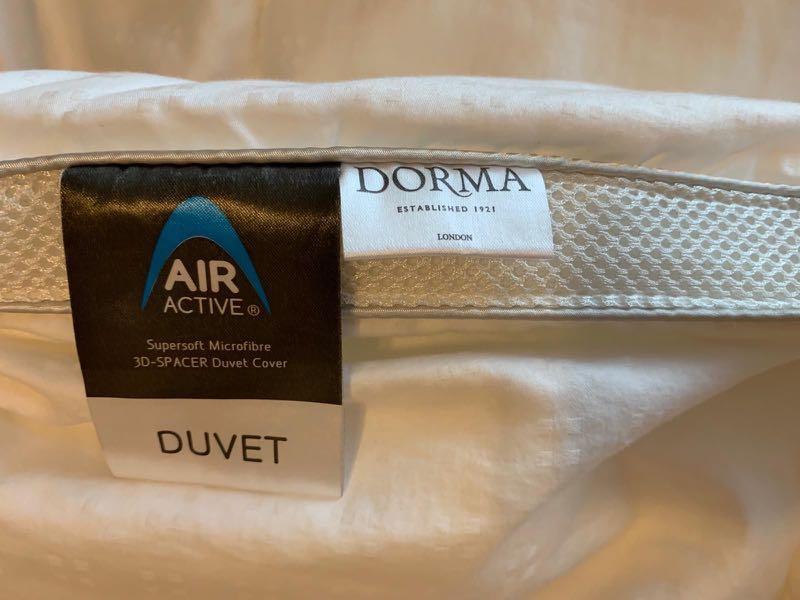 AIR
ACTIVE®
Supersoft Microfibre
3D-SPACER Duvet Cover
DUVET
DORMA
ESTABLISHED 1921
LONDON